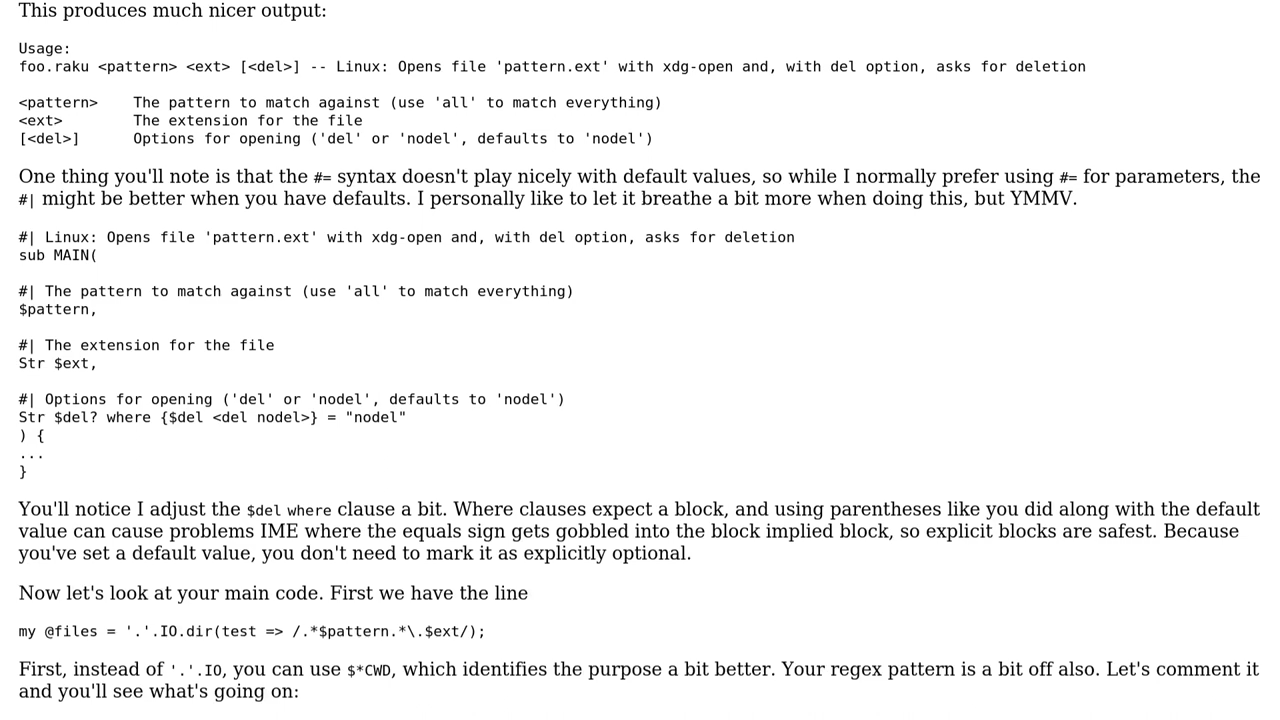 This produces much nicer output:
Usage:
foo.raku <pattern> <ext> [<del>] -- Linux: Opens file 'pattern.ext' with xdg-open and, with del option, asks for deletion
<pattern>    The pattern to match against (use 'all' to match everything)
<ext>        The extension for the file
[<del>]      Options for opening ('del' or 'nodel', defaults to 'nodel')
One thing you'll note is that the #= syntax doesn't play nicely with default values, so while I normally prefer using #= for parameters, the
#| might be better when you have defaults. I personally like to let it breathe a bit more when doing this, but YMMV.
#| Linux: Opens file 'pattern.ext' with xdg-open and, with del option, asks for deletion
sub MAIN(
#| The pattern to match against (use 'all' to match everything)
$pattern,
#| The extension for the file
Str $ext,
#| Options for opening ('del' or 'nodel', defaults to 'nodel')
Str $del? where {$del <del nodel>} = "nodel"
) {
...
}
You'll notice I adjust the $del where clause a bit. Where clauses expect a block, and using parentheses like you did along with the default
value can cause problems IME where the equals sign gets gobbled into the block implied block, so explicit blocks are safest. Because
you've set a default value, you don't need to mark it as explicitly optional.
Now let's look at your main code. First we have the line
my @files = '.'.IO.dir(test => /.*$pattern.*\.$ext/);
First, instead of '.'.IO, you can use $*CWD, which identifies the purpose a bit better. Your regex pattern is a bit off also. Let's comment it
and you'll see what's going on: